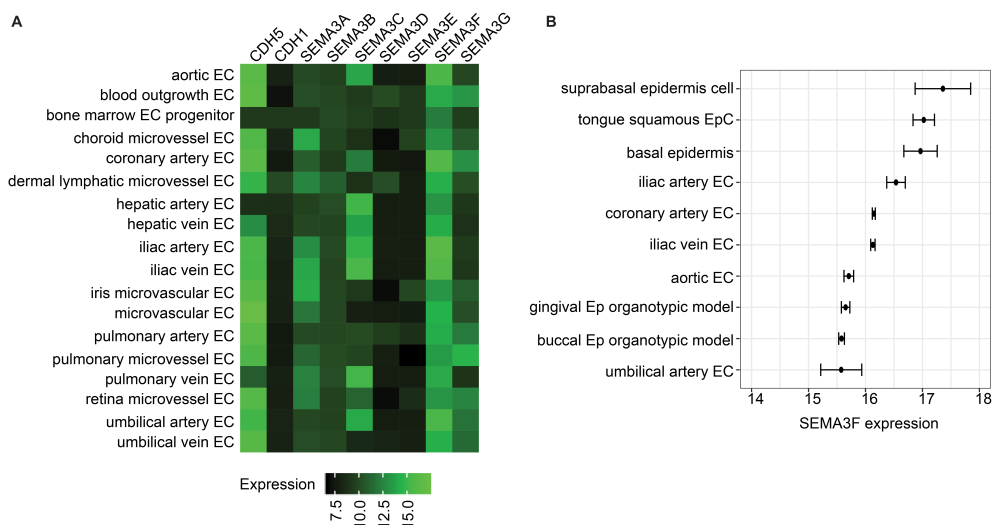 A
CDH5 CDH1 SEMA3A SEMA3B SEMA3C SEMA3D SEMA3E SEMA3F SEMA3G
aortic EC
blood outgrowth EC
bone marrow EC progenitor
choroid microvessel EC
coronary artery EC
dermal lymphatic microvessel EC
hepatic artery EC
hepatic vein EC
iliac artery EC
iliac vein EC
iris microvascular EC
microvascular EC
pulmonary artery EC
pulmonary microvessel EC
pulmonary vein EC
retina microvessel EC
umbilical artery EC
umbilical vein EC
Expression
7.5 10.0 12.5 15.0
B
suprabasal epidermis cell
tongue squamous EpC
basal epidermis
iliac artery EC
coronary artery EC
iliac vein EC
aortic EC
gingival Ep organotypic model
buccal Ep organotypic model
umbilical artery EC
14 15 16 17 18
SEMA3F expression